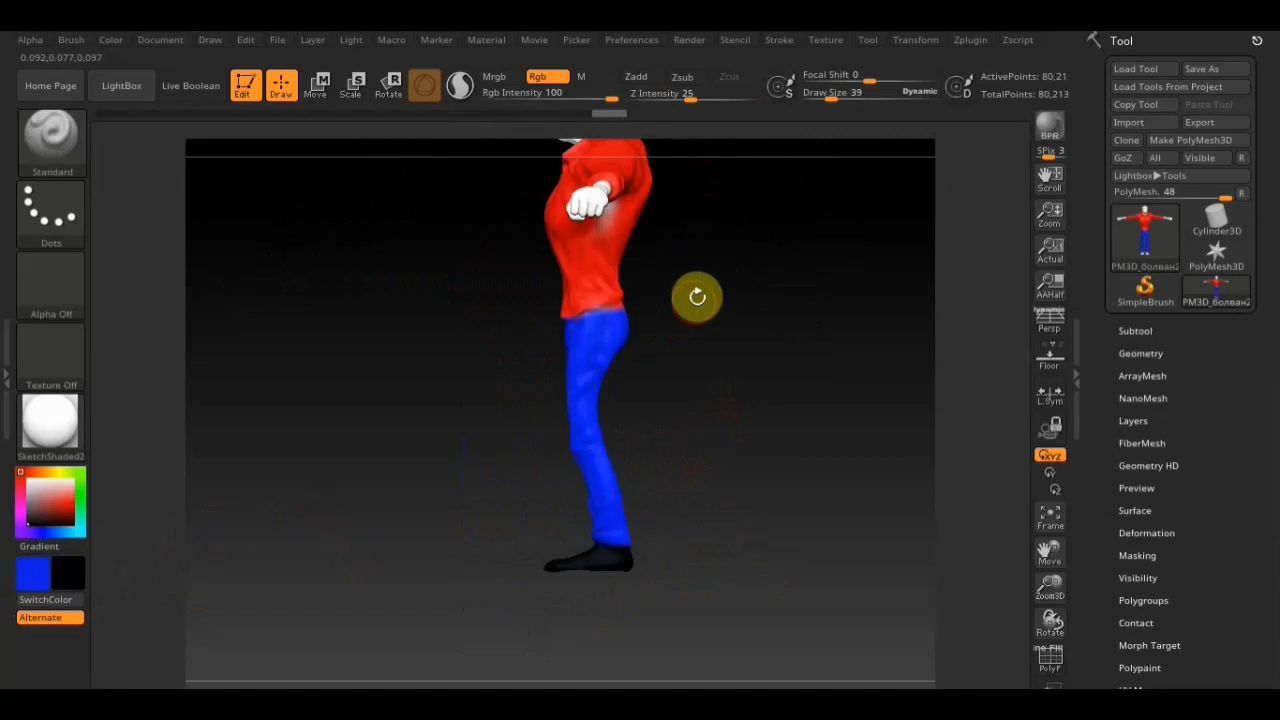 Alpha Brush Color Document Draw Edit File Layer Light Macro Marker Material Movie Picker Preferences Render Stencil Stroke Texture Tool Transform Zplugin Zscript
Tool
0.092,0.077,0.097
Home Page
LightBox
Live Boolean
Edit
Draw
Move
Scale
Rotate
Mrgb Rgb M
Rgb Intensity 100
Zadd Zsub Zcut
Z Intensity 25
S
Focal Shift 0
Draw Size 39
Dynamic
D
ActivePoints: 80,21
TotalPoints: 80,213
Standard
Dots
Alpha Off
Texture Off
SketchShaded2
Gradient
SwitchColor
Alternate
BPR
SPix 3
Scroll
Zoom
Actual
AAHalf
Persp
Floor
L.Sym
XYZ
Y
Z
Frame
Move
Zoom3D
Rotate
PolyF
Load Tool Save As
Load Tools From Project
Copy Tool Paste Tool
Import Export
Clone Make PolyMesh3D
GoZ All Visible R
Lightbox▶Tools
PolyMesh. 48 R
Cylinder3D
PM3D_болван2 PolyMesh3D
SimpleBrush PM3D_болван2
Subtool
Geometry
ArrayMesh
NanoMesh
Layers
FiberMesh
Geometry HD
Preview
Surface
Deformation
Masking
Visibility
Polygroups
Contact
Morph Target
Polypaint